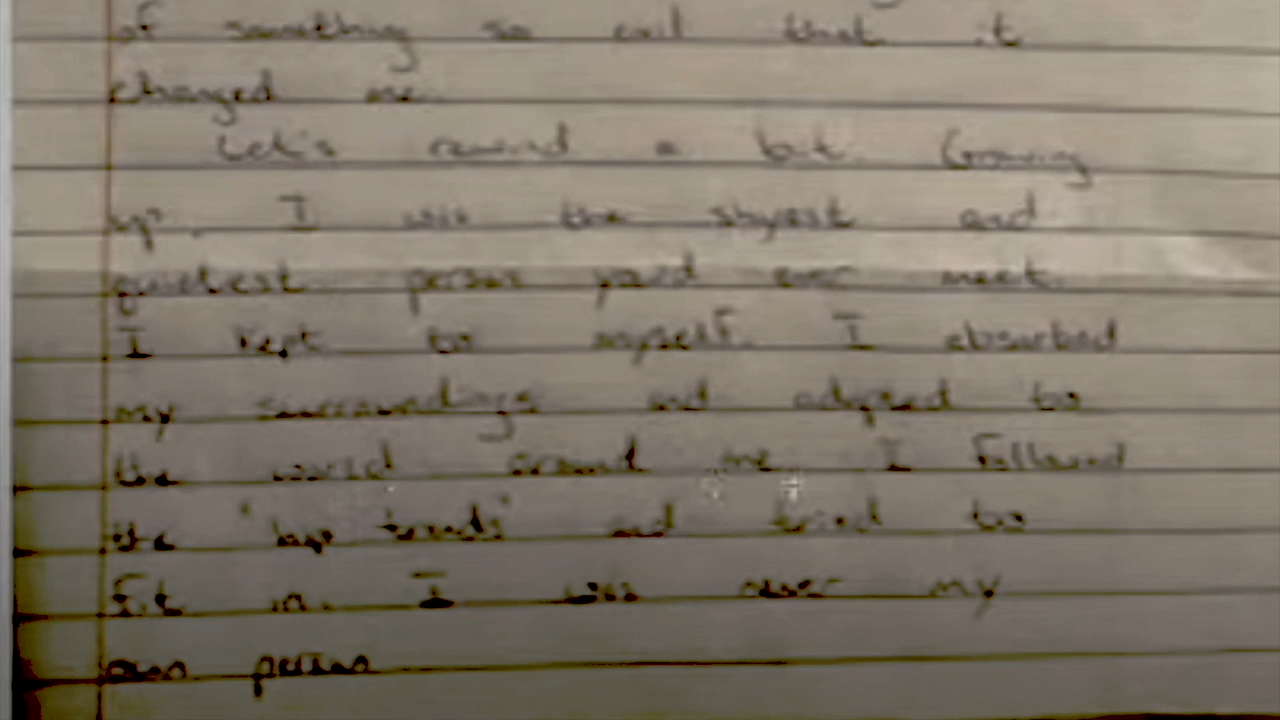 of something so evil that it
changed me.
Let's rewind a bit. Growing
up, I was the shyest and
quietest person you'd ever meet.
I kept to myself. I absorbed
my surroundings and adapted to
the world around me. I followed
the " trends" and tried to
fit in. I was never my
own person